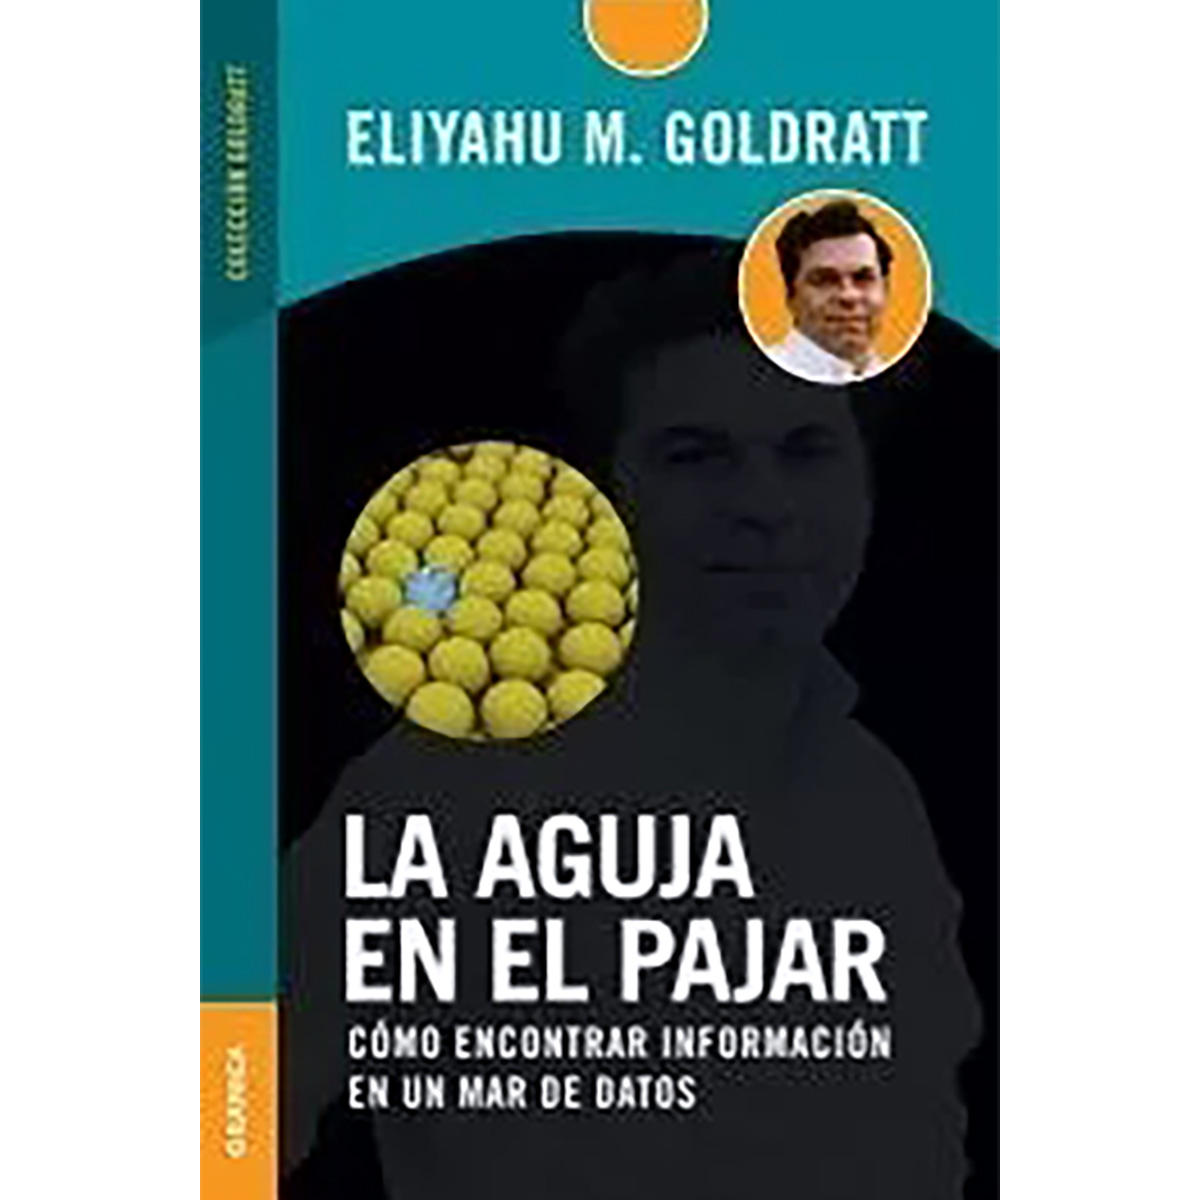 COLECCIÓN GOLDRATT
ELIYAHU M. GOLDRATT
LA AGUJA
EN EL PAJAR
CÓMO ENCONTRAR INFORMACIÓN
EN UN MAR DE DATOS
GRANICA